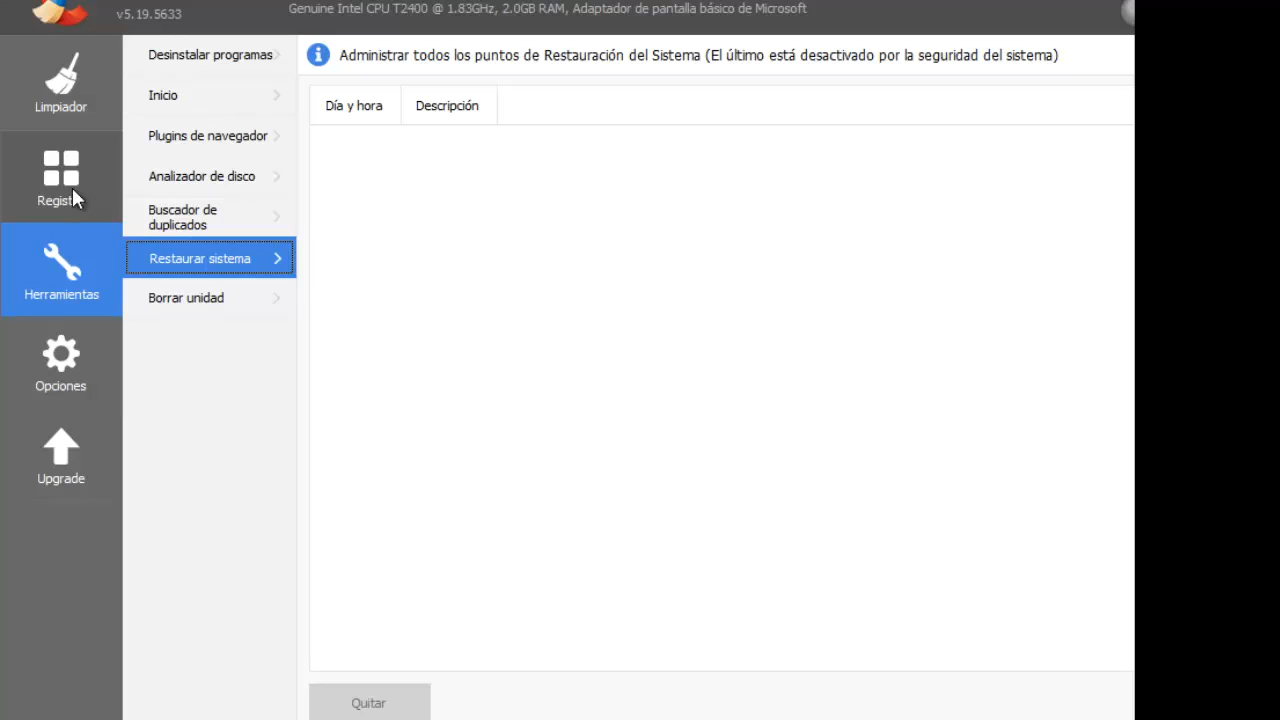 v5.19.5633
Genuine Intel CPU T2400 @ 1.83GHz, 2.0GB RAM, Adaptador de pantalla básico de Microsoft
Limpiador
Herramientas
Opciones
Upgrade
Desinstalar programas
Inicio
Plugins de navegador
Analizador de disco
Buscador de
duplicados
Restaurar sistema
Borrar unidad
Administrar todos los puntos de Restauración del Sistema (El último está desactivado por la seguridad del sistema)
Día y hora
Descripción
Quitar